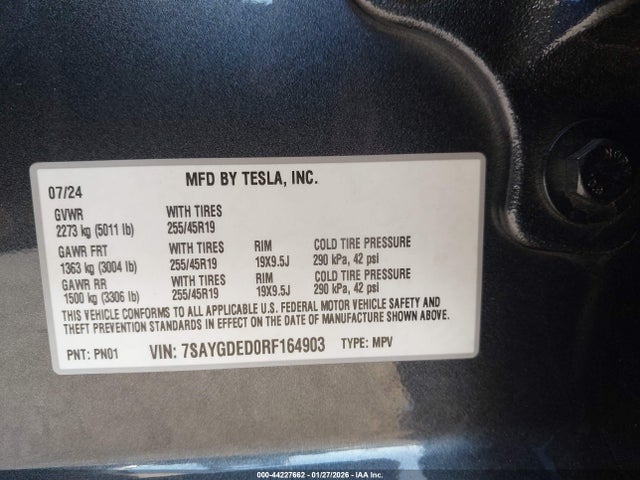 07/24 MFD BY TESLA, INC.
GVWR WITH TIRES
2273 kg (5011 lb) 255/45R19
GAWR FRT WITH TIRES RIM COLD TIRE PRESSURE
1363 kg (3004 lb) 255/45R19 19X9.5J 290 kPa, 42 psi
GAWR RR WITH TIRES RIM COLD TIRE PRESSURE
1500 kg (3306 lb) 255/45R19 19X9.5J 290 kPa, 42 psi
THIS VEHICLE CONFORMS TO ALL APPLICABLE U.S. FEDERAL MOTOR VEHICLE SAFETY AND
THEFT PREVENTION STANDARDS IN EFFECT ON THE DATE OF MANUFACTURE SHOWN ABOVE.
PNT: PN01 VIN: 7SAYGDED0RF164903 TYPE: MPV
000-44227662 - 01/27/2026 - IAA Inc.